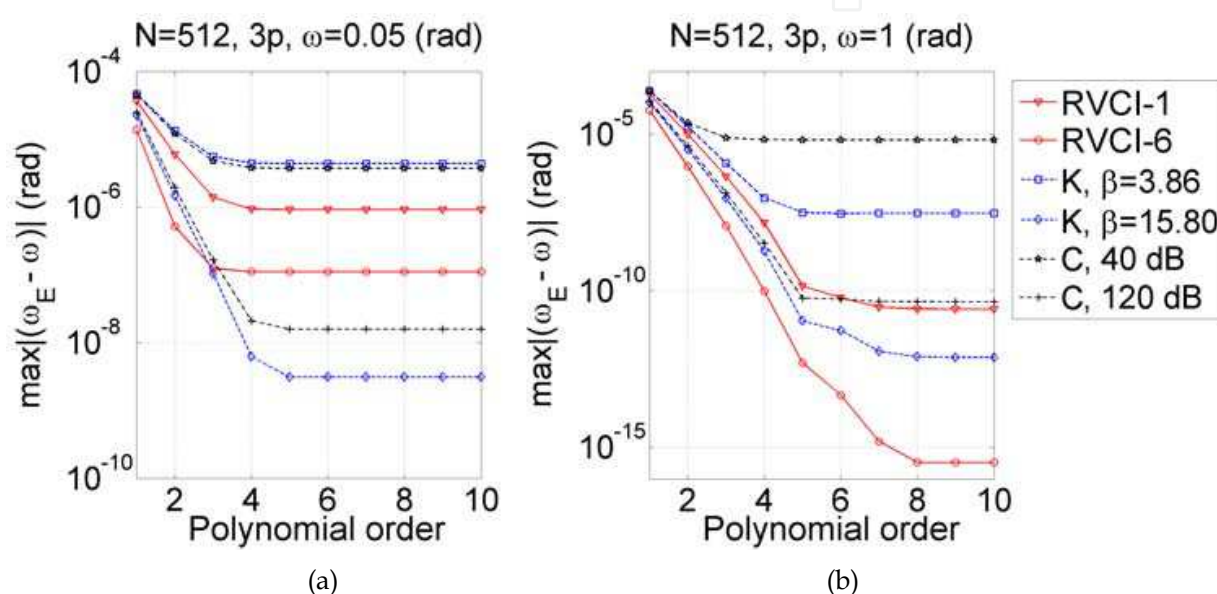 N=512, 3p, ω=0.05 (rad)
N=512, 3p, ω=1 (rad)
max|(ω_E - ω)| (rad)
10^-4
10^-6
10^-8
10^-10
2 4 6 8 10
Polynomial order
(a)
max|(ω_E - ω)| (rad)
10^-5
10^-10
10^-15
2 4 6 8 10
Polynomial order
(b)
RVCI-1
RVCI-6
K, β=3.86
K, β=15.80
C, 40 dB
C, 120 dB